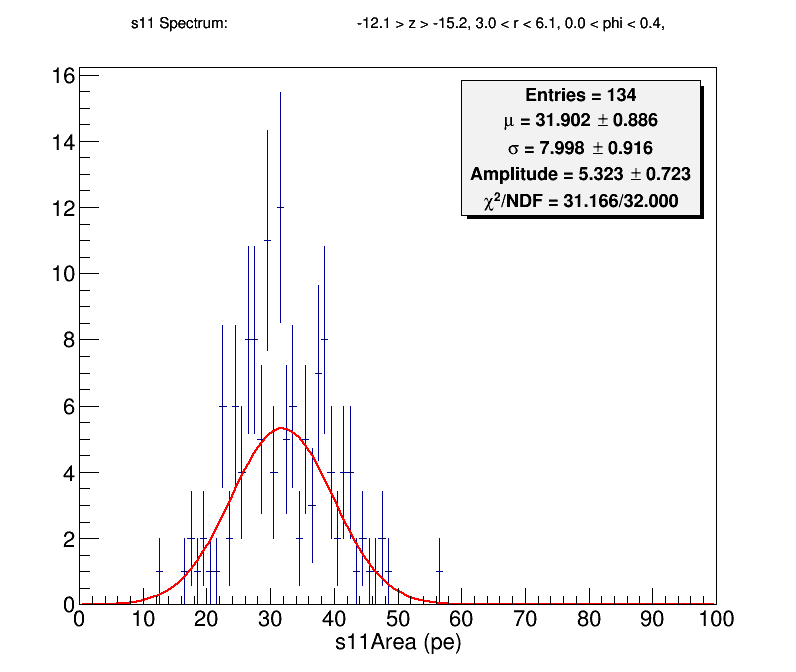 s11 Spectrum: -12.1 > z > -15.2, 3.0 < r < 6.1, 0.0 < phi < 0.4,
Entries = 134
μ = 31.902 ± 0.886
σ = 7.998 ± 0.916
Amplitude = 5.323 ± 0.723
χ²/NDF = 31.166/32.000
16
14
12
10
8
6
4
2
0
0 10 20 30 40 50 60 70 80 90 100
s11Area (pe)